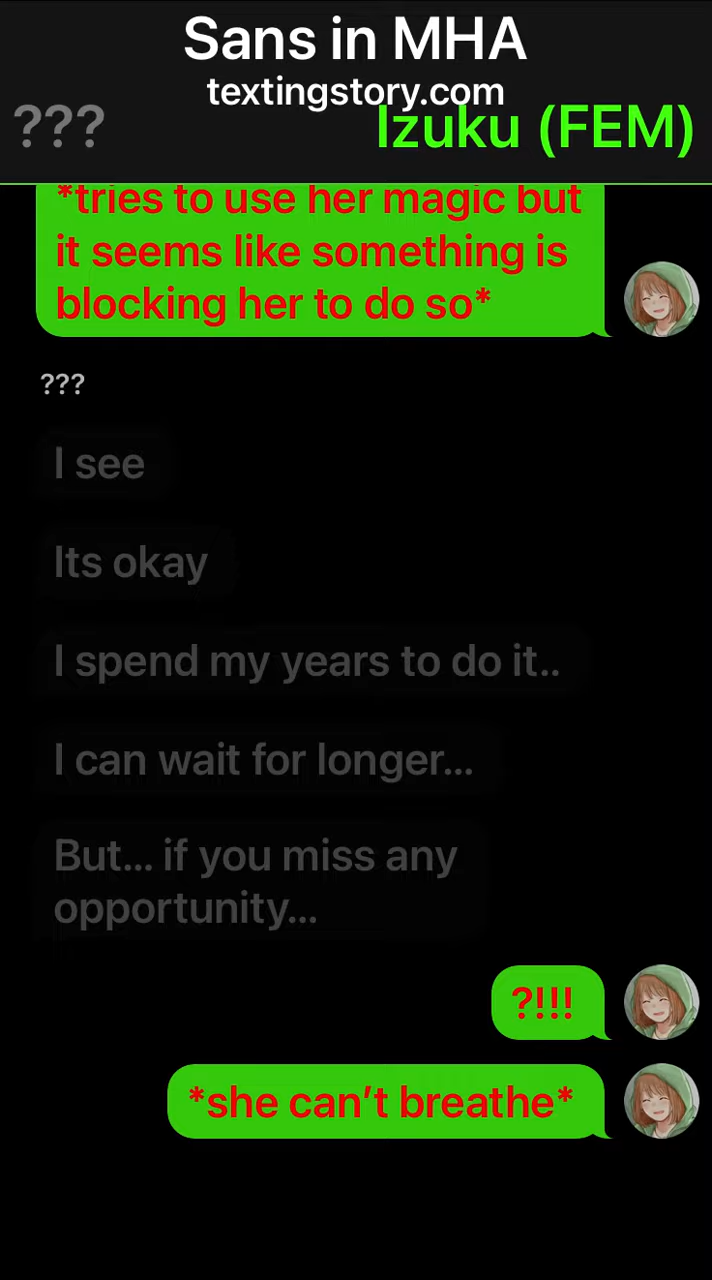 Sans in MHA
textingstory.com
??? Izuku (FEM)
*tries to use her magic but
it seems like something is
blocking her to do so*
???
I see
Its okay
I spend my years to do it..
I can wait for longer...
But... if you miss any
opportunity...
?!!!
*she can’t breathe*